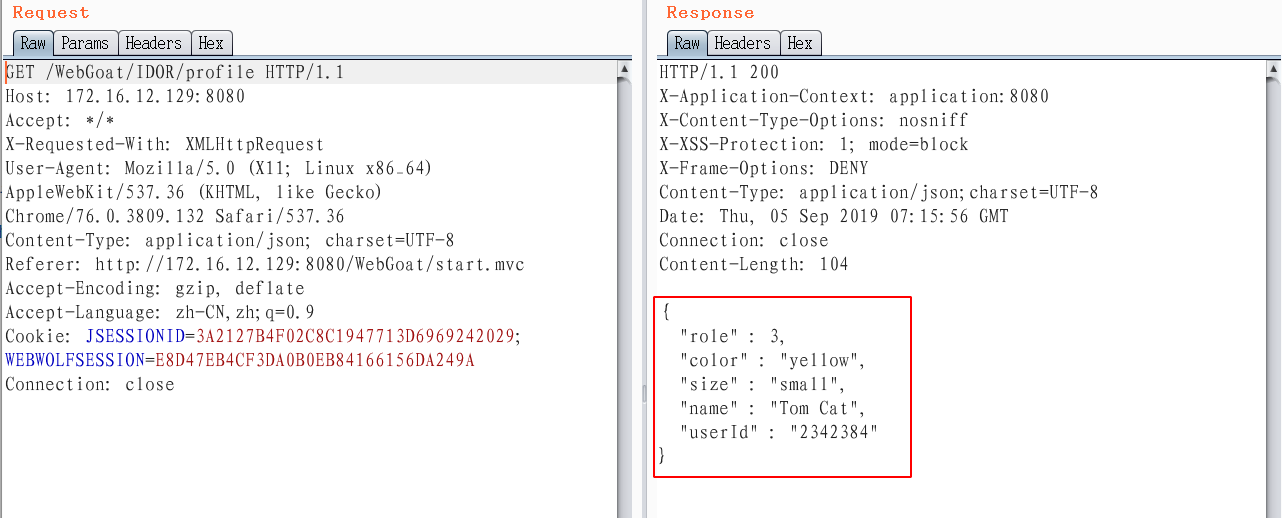 Request
Raw Params Headers Hex
GET /WebGoat/IDOR/profile HTTP/1.1
Host: 172.16.12.129:8080
Accept: */*
X-Requested-With: XMLHttpRequest
User-Agent: Mozilla/5.0 (X11; Linux x86_64)
AppleWebKit/537.36 (KHTML, like Gecko)
Chrome/76.0.3809.132 Safari/537.36
Content-Type: application/json; charset=UTF-8
Referer: http://172.16.12.129:8080/WebGoat/start.mvc
Accept-Encoding: gzip, deflate
Accept-Language: zh-CN,zh;q=0.9
Cookie: JSESSIONID=3A2127B4F02C8C1947713D6969242029;
WEBWOLFSESSION=E8D47EB4CF3DA0B0EB84166156DA249A
Connection: close
Response
Raw Headers Hex
HTTP/1.1 200
X-Application-Context: application:8080
X-Content-Type-Options: nosniff
X-XSS-Protection: 1; mode=block
X-Frame-Options: DENY
Content-Type: application/json;charset=UTF-8
Date: Thu, 05 Sep 2019 07:15:56 GMT
Connection: close
Content-Length: 104
{
"role" : 3,
"color" : "yellow",
"size" : "small",
"name" : "Tom Cat",
"userId" : "2342384"
}